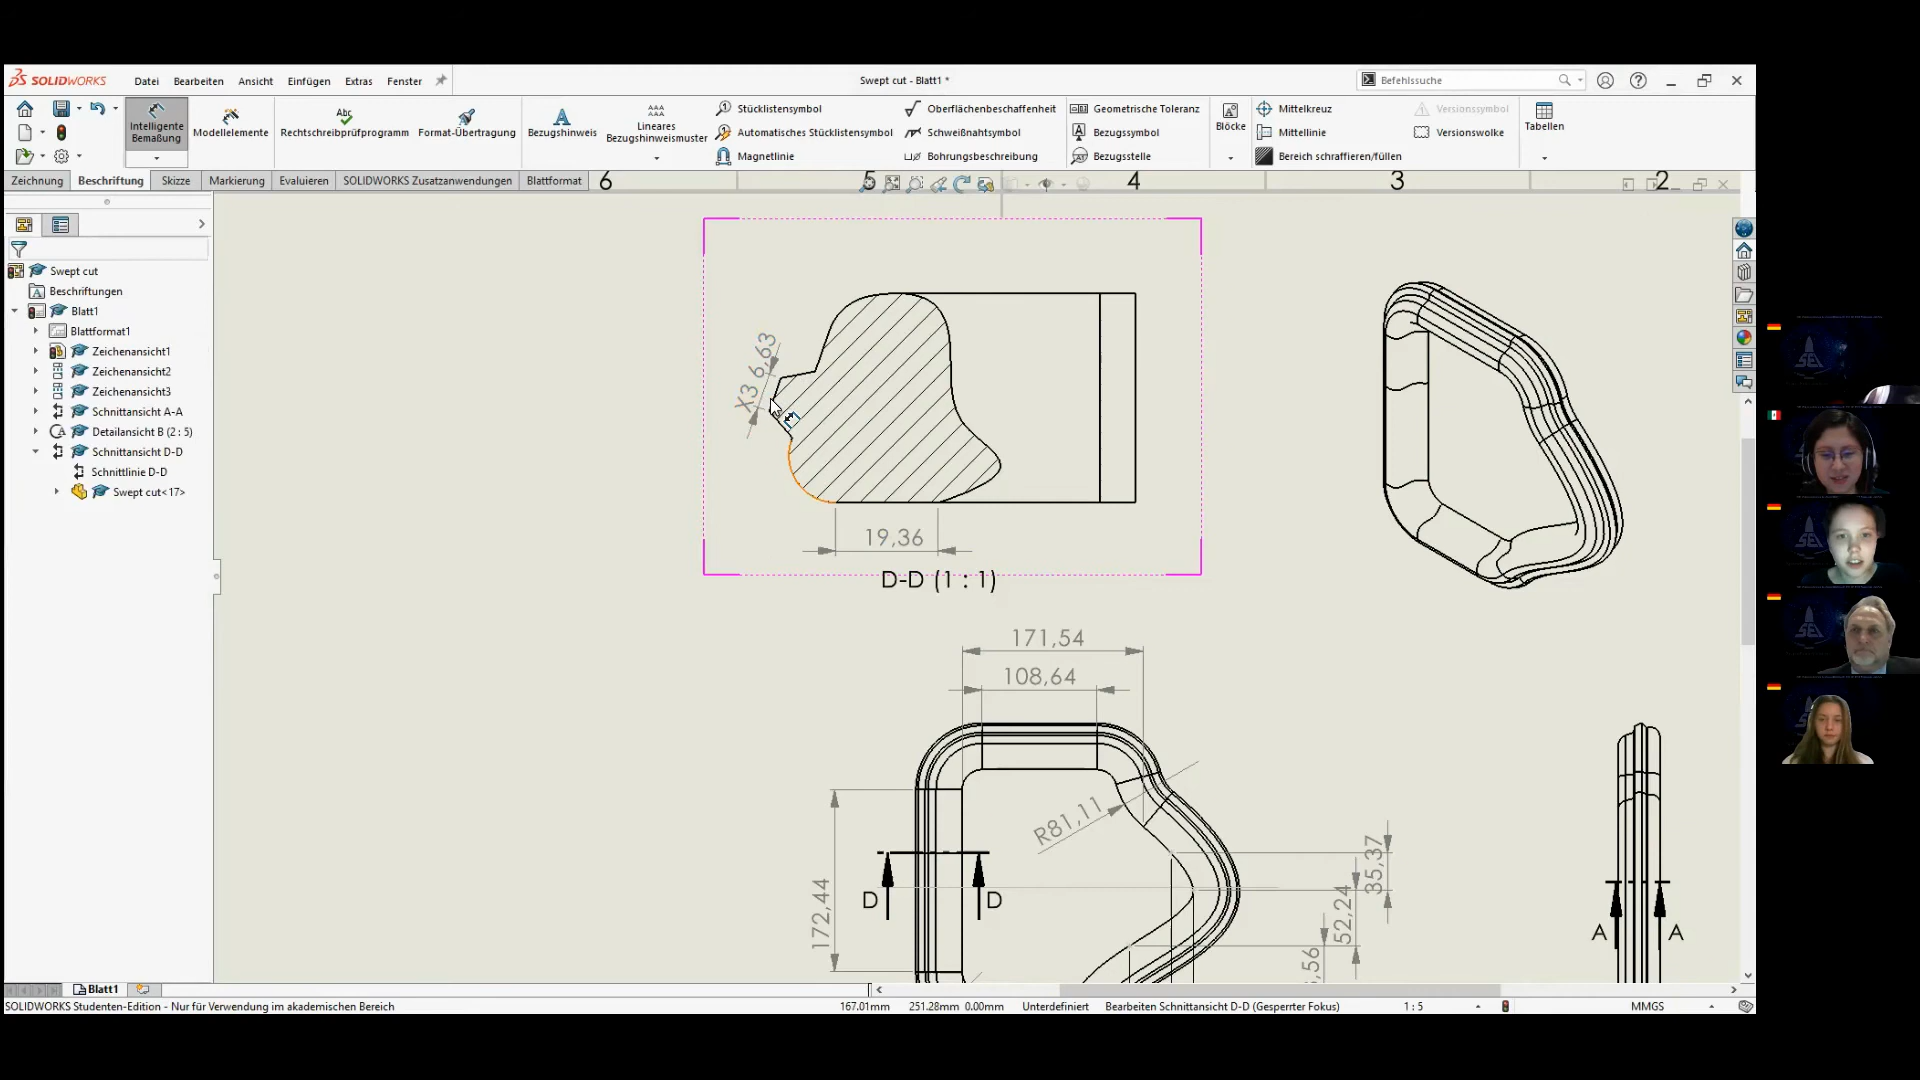 SOLIDWORKS
Datei Bearbeiten Ansicht Einfügen Extras Fenster
Swept cut - Blatt1 *
Befehlssuche
Intelligente Bemaßung
Modellelemente
Rechtschreibprüfprogramm
Format-Übertragung
Bezugshinweis
Lineares Bezugshinweismuster
Stücklistensymbol
Automatisches Stücklistensymbol
Magnetlinie
Oberflächenbeschaffenheit
Schweißnahtsymbol
Bohrungsbeschreibung
Geometrische Toleranz
Bezugssymbol
Bezugsstelle
Blöcke
Mittelkreuz
Mittellinie
Bereich schraffieren/füllen
Versionssymbol
Versionswolke
Tabellen
Zeichnung Beschriftung Skizze Markierung Evaluieren SOLIDWORKS Zusatzanwendungen Blattformat
6 5 4 3 2
Swept cut
Beschriftungen
Blatt1
Blattformat1
Zeichenansicht1
Zeichenansicht2
Zeichenansicht3
Schnittansicht A-A
Detailansicht B (2 : 5)
Schnittansicht D-D
Schnittlinie D-D
Swept cut<17>
X3 6,63
19,36
D-D (1 : 1)
171,54
108,64
R81,11
172,44
D D
35,37
52,24
A A
Blatt1
SOLIDWORKS Studenten-Edition - Nur für Verwendung im akademischen Bereich
167.01mm 251.28mm 0.00mm Unterdefiniert Bearbeiten Schnittansicht D-D (Gesperrter Fokus) 1 : 5 MMGS